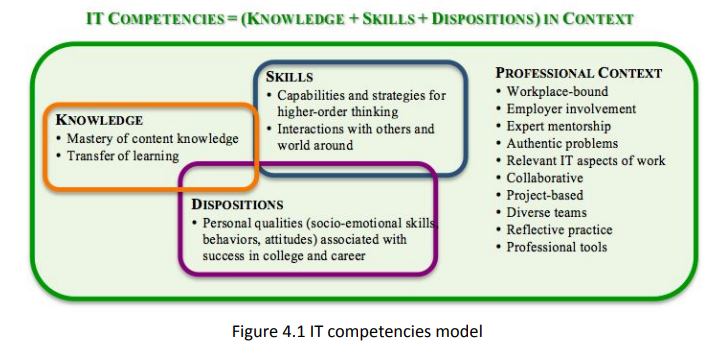 IT COMPETENCIES = (KNOWLEDGE + SKILLS + DISPOSITIONS) IN CONTEXT
KNOWLEDGE
• Mastery of content knowledge
• Transfer of learning
SKILLS
• Capabilities and strategies for
higher-order thinking
• Interactions with others and
world around
DISPOSITIONS
• Personal qualities (socio-emotional skills,
behaviors, attitudes) associated with
success in college and career
PROFESSIONAL CONTEXT
• Workplace-bound
• Employer involvement
• Expert mentorship
• Authentic problems
• Relevant IT aspects of work
• Collaborative
• Project-based
• Diverse teams
• Reflective practice
• Professional tools
Figure 4.1 IT competencies model